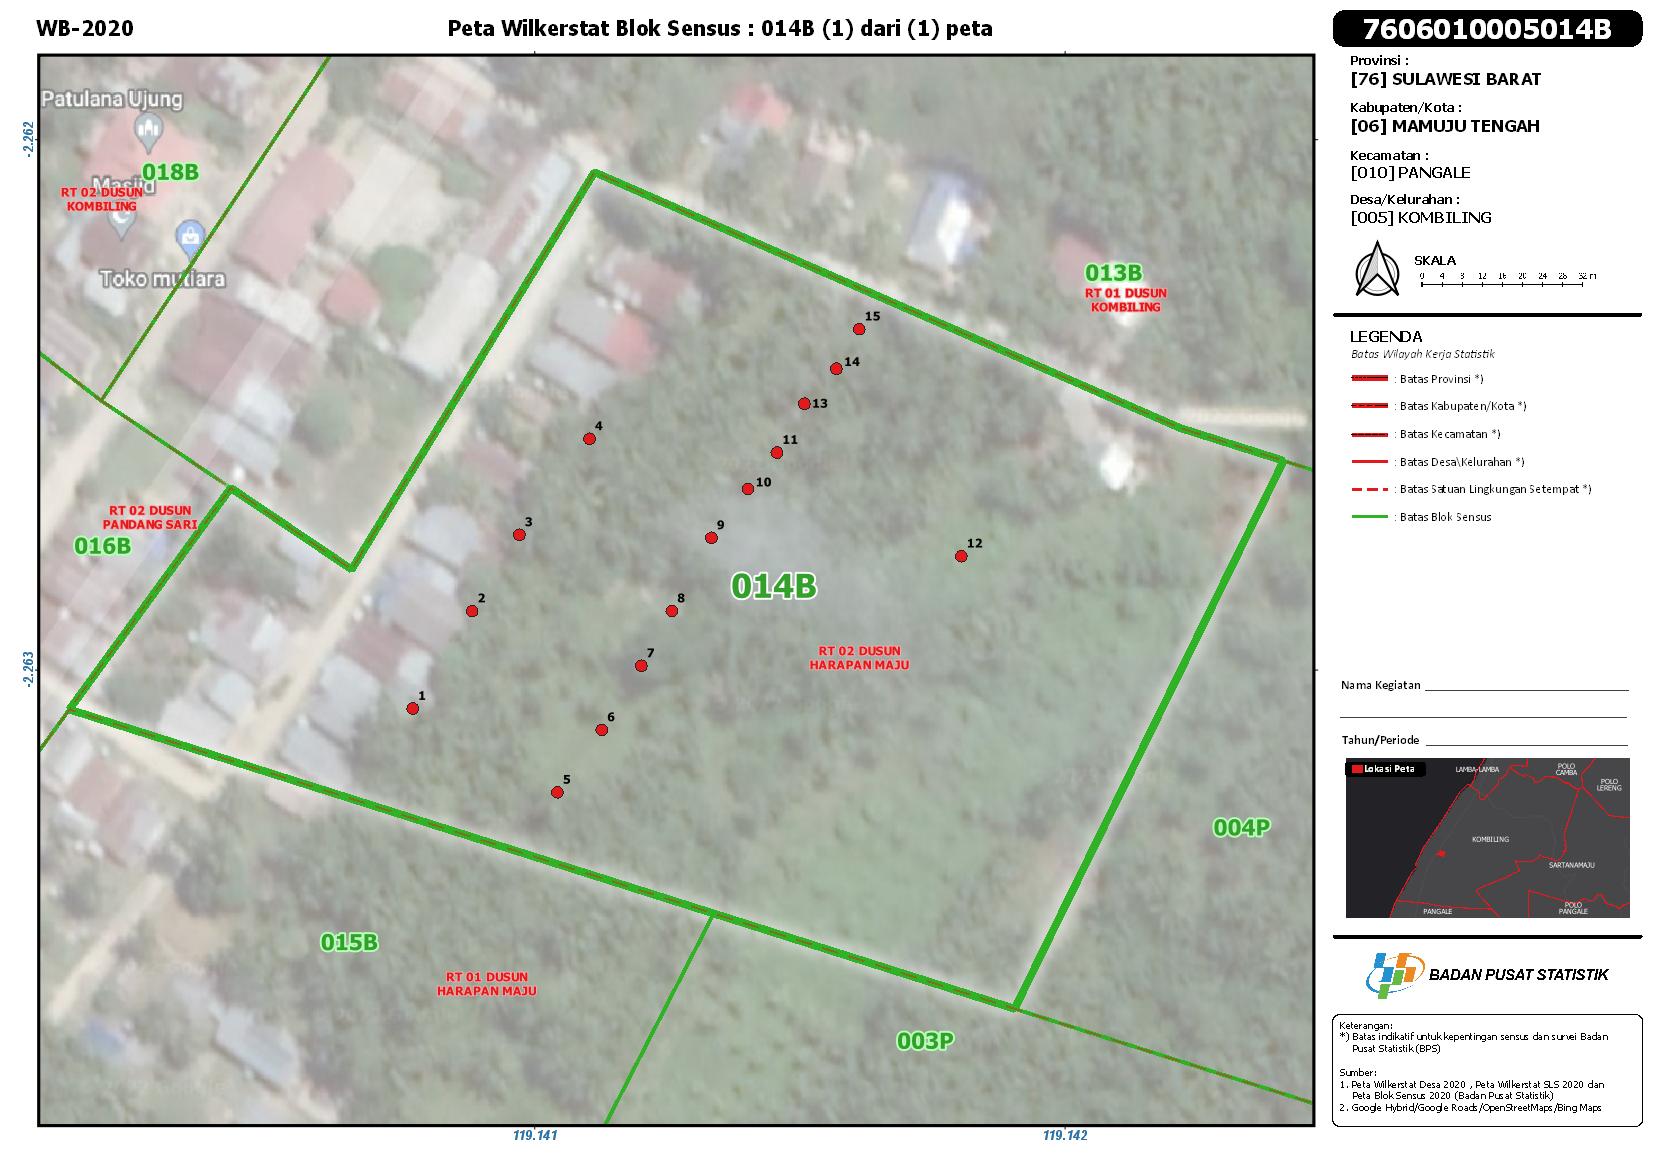 WB-2020
Peta Wilkerstat Blok Sensus : 014B (1) dari (1) peta
7606010005014B
Provinsi :
[76] SULAWESI BARAT
Kabupaten/Kota :
[06] MAMUJU TENGAH
Kecamatan :
[010] PANGALE
Desa/Kelurahan :
[005] KOMBILING
SKALA
0 4 8 12 16 20 24 28 32 m
LEGENDA
Batas Wilayah Kerja Statistik
: Batas Provinsi *)
: Batas Kabupaten/Kota *)
: Batas Kecamatan *)
: Batas Desa\Kelurahan *)
: Batas Satuan Lingkungan Setempat *)
: Batas Blok Sensus
Nama Kegiatan
Tahun/Periode
Lokasi Peta
LAMBA-LAMBA
POLO CAMBA
POLO LERENG
KOMBILING
SARTANAMAJU
PANGALE
POLO PANGALE
BADAN PUSAT STATISTIK
Keterangan:
*) Batas indikatif untuk kepentingan sensus dan survei Badan
Pusat Statistik (BPS)
Sumber:
1. Peta Wilkerstat Desa 2020 , Peta Wilkerstat SLS 2020 dan
Peta Blok Sensus 2020 (Badan Pusat Statistik)
2. Google Hybrid/Google Roads/OpenStreetMaps/Bing Maps
Patulana Ujung
018B
Masjid
RT 02 DUSUN
KOMBILING
Toko mutiara
013B
RT 01 DUSUN
KOMBILING
15
14
13
4
11
10
3
9
12
RT 02 DUSUN
PANDANG SARI
016B
014B
2
8
7
RT 02 DUSUN
HARAPAN MAJU
1
6
5
004P
015B
RT 01 DUSUN
HARAPAN MAJU
003P
-2.262
-2.263
119.141
119.142